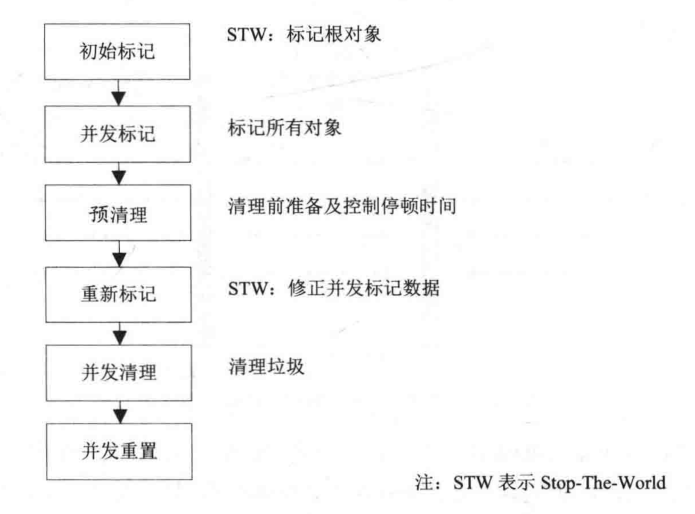 初始标记 STW：标记根对象
并发标记 标记所有对象
预清理 清理前准备及控制停顿时间
重新标记 STW：修正并发标记数据
并发清理 清理垃圾
并发重置
注：STW 表示 Stop-The-World